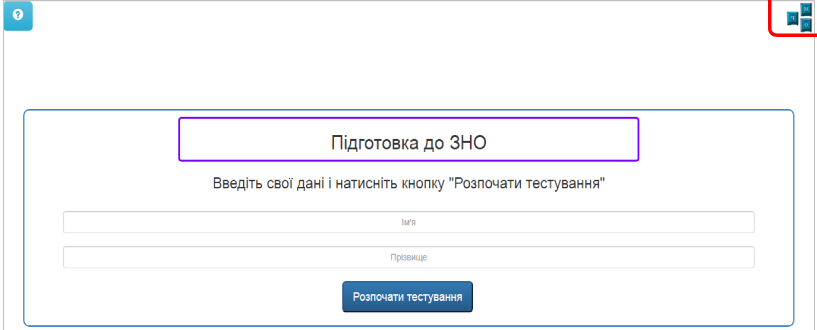 ?
М
Ч
О
Підготовка до ЗНО
Введіть свої дані і натисніть кнопку "Розпочати тестування"
Ім'я
Прізвище
Розпочати тестування